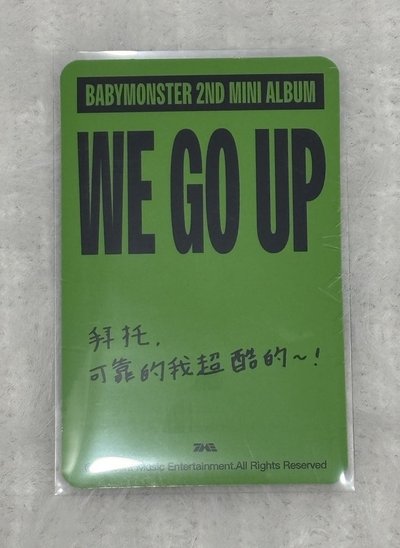 BABYMONSTER 2ND MINI ALBUM
WE GO UP
拜托,
可靠的我超酷的~!
Music Entertainment.All Rights Reserved